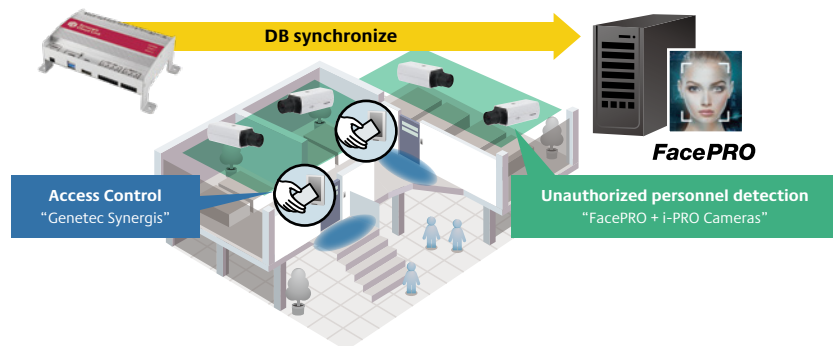 DB synchronize
FacePRO
Access Control
“Genetec Synergis”
Unauthorized personnel detection
“FacePRO + i-PRO Cameras”